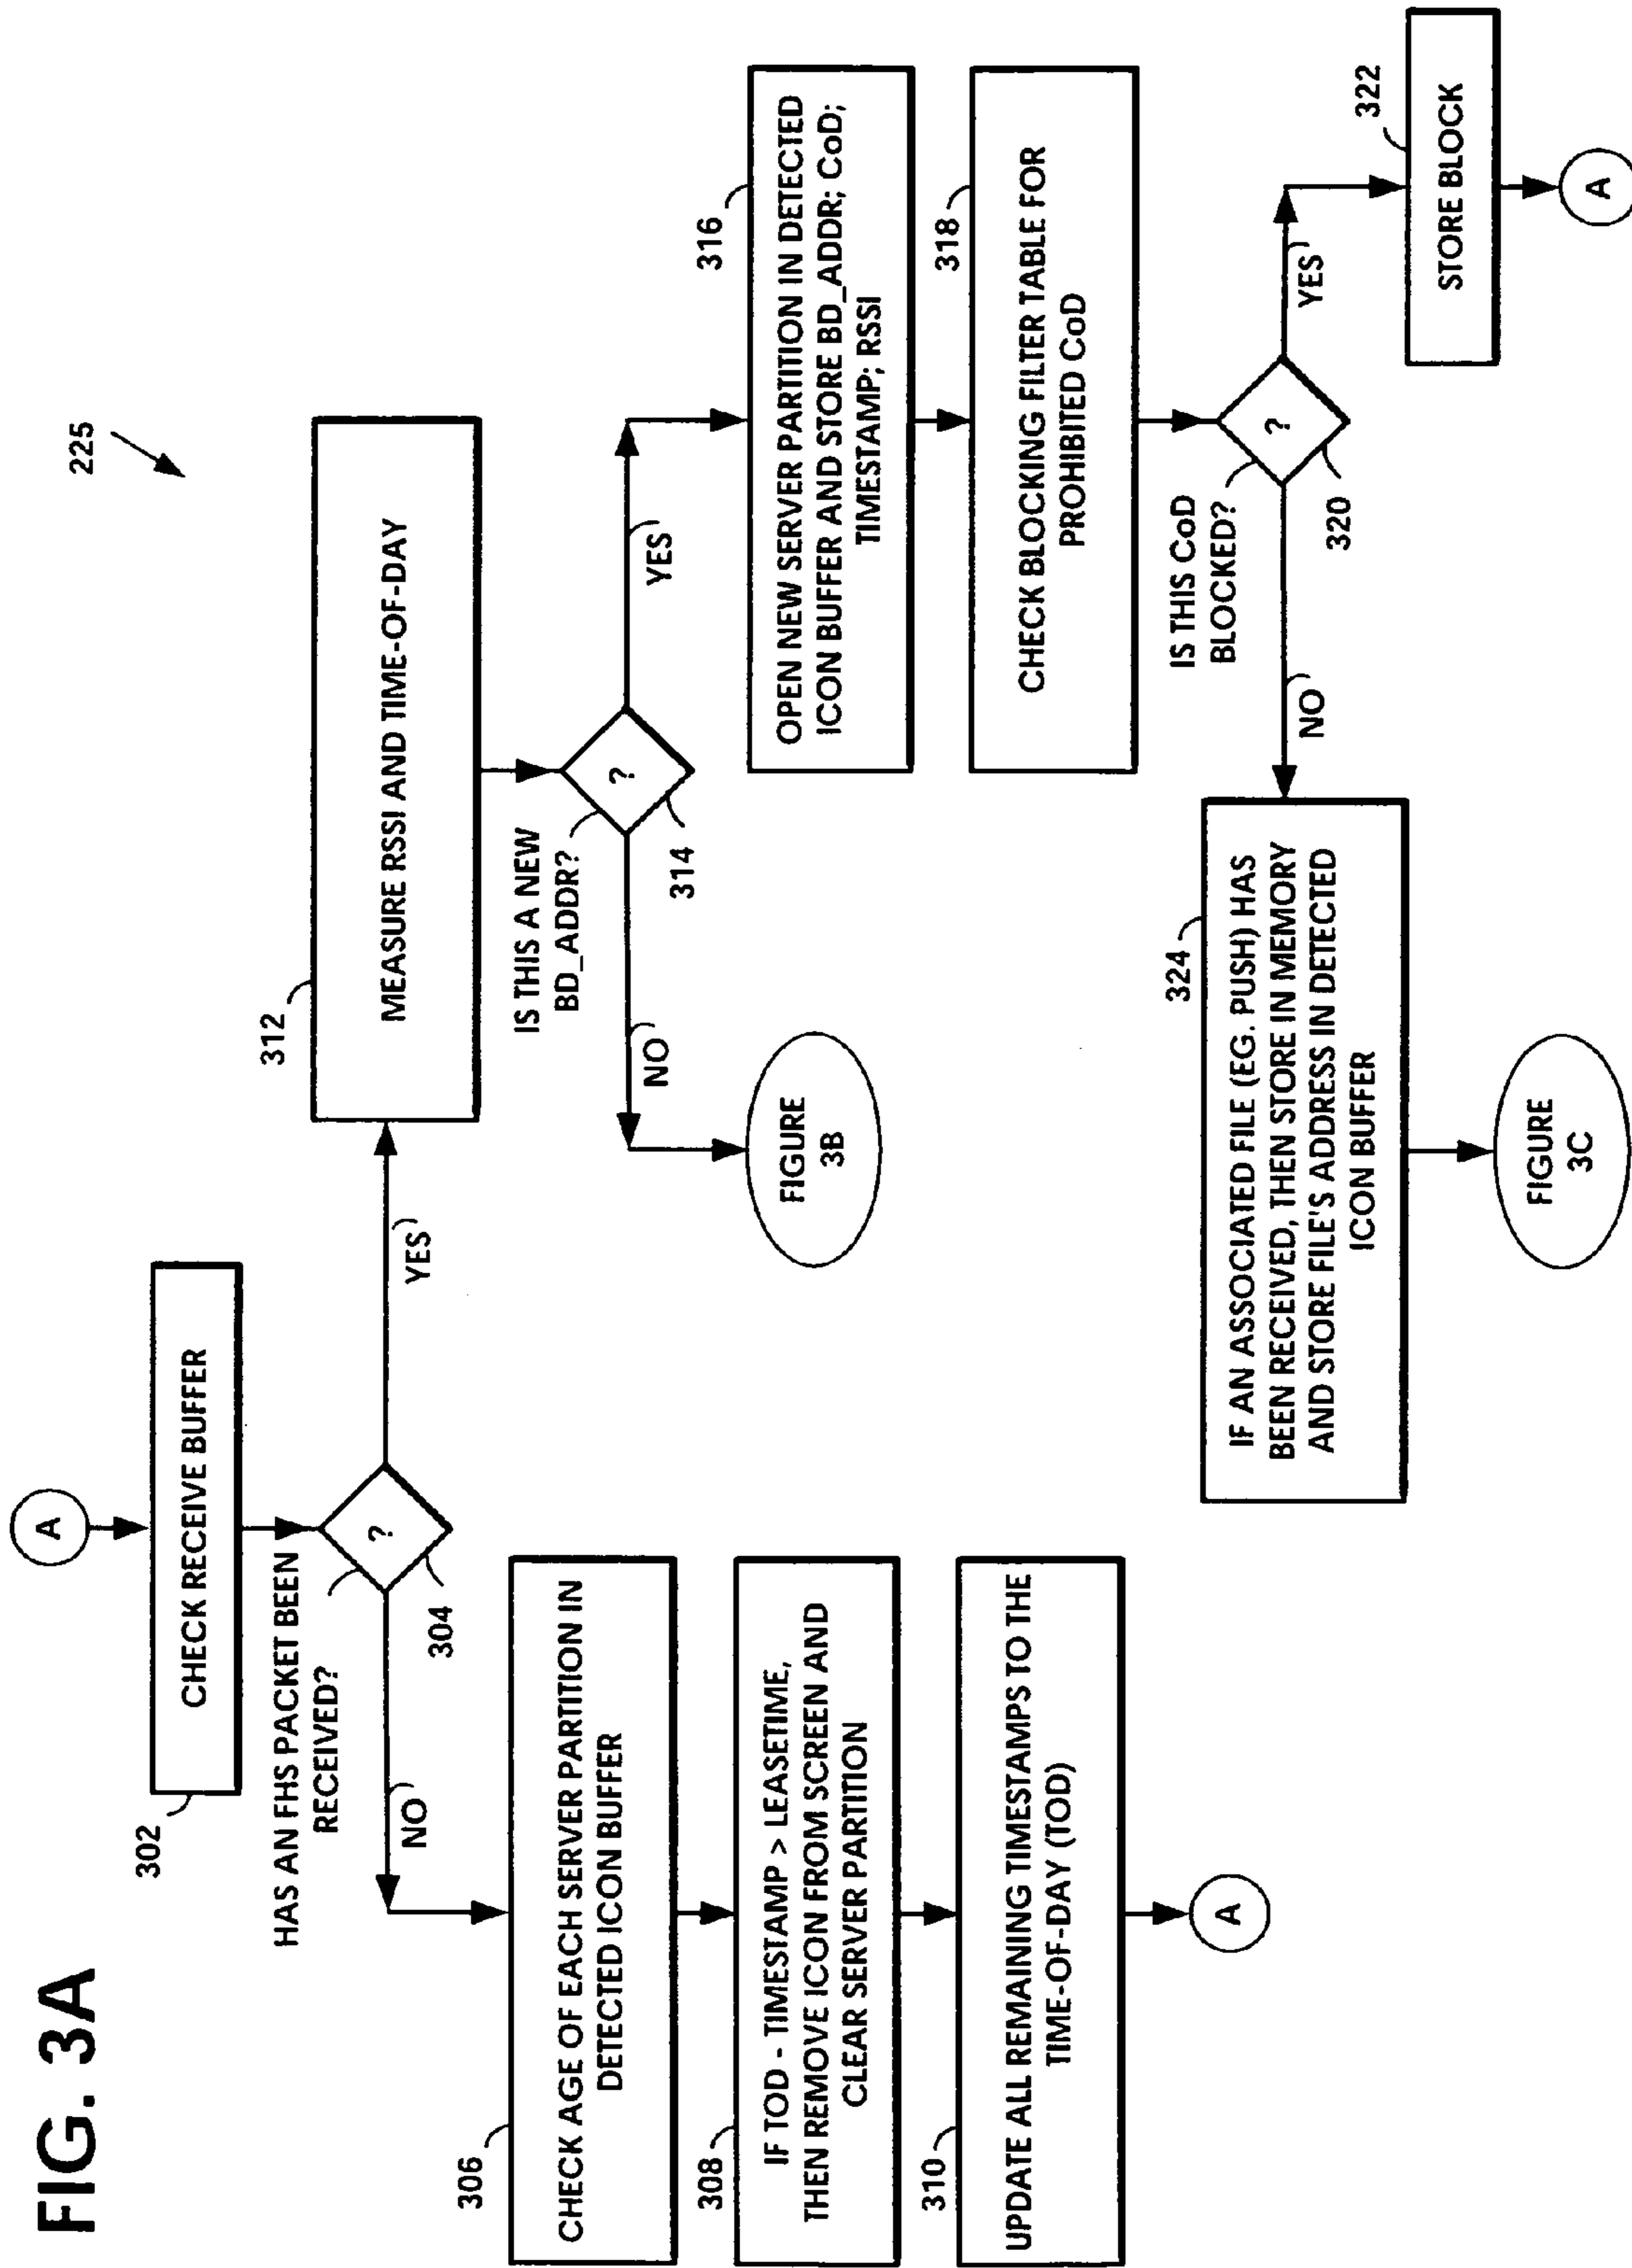 FIG. 3A
225
A
302
CHECK RECEIVE BUFFER
HAS AN FHS PACKET BEEN
RECEIVED?
?
304
NO
YES
306
CHECK AGE OF EACH SERVER PARTITION IN
DETECTED ICON BUFFER
308
IF TOD - TIMESTAMP > LEASETIME,
THEN REMOVE ICON FROM SCREEN AND
CLEAR SERVER PARTITION
310
UPDATE ALL REMAINING TIMESTAMPS TO THE
TIME-OF-DAY (TOD)
A
312
MEASURE RSSI AND TIME-OF-DAY
IS THIS A NEW
BD_ADDR?
?
314
NO
YES
FIGURE
3B
316
OPEN NEW SERVER PARTITION IN DETECTED
ICON BUFFER AND STORE BD_ADDR; CoD;
TIMESTAMP; RSSI
318
CHECK BLOCKING FILTER TABLE FOR
PROHIBITED CoD
IS THIS CoD
BLOCKED?
?
320
NO
YES
322
STORE BLOCK
A
324
IF AN ASSOCIATED FILE (EG. PUSH) HAS
BEEN RECEIVED, THEN STORE IN MEMORY
AND STORE FILE'S ADDRESS IN DETECTED
ICON BUFFER
FIGURE
3C